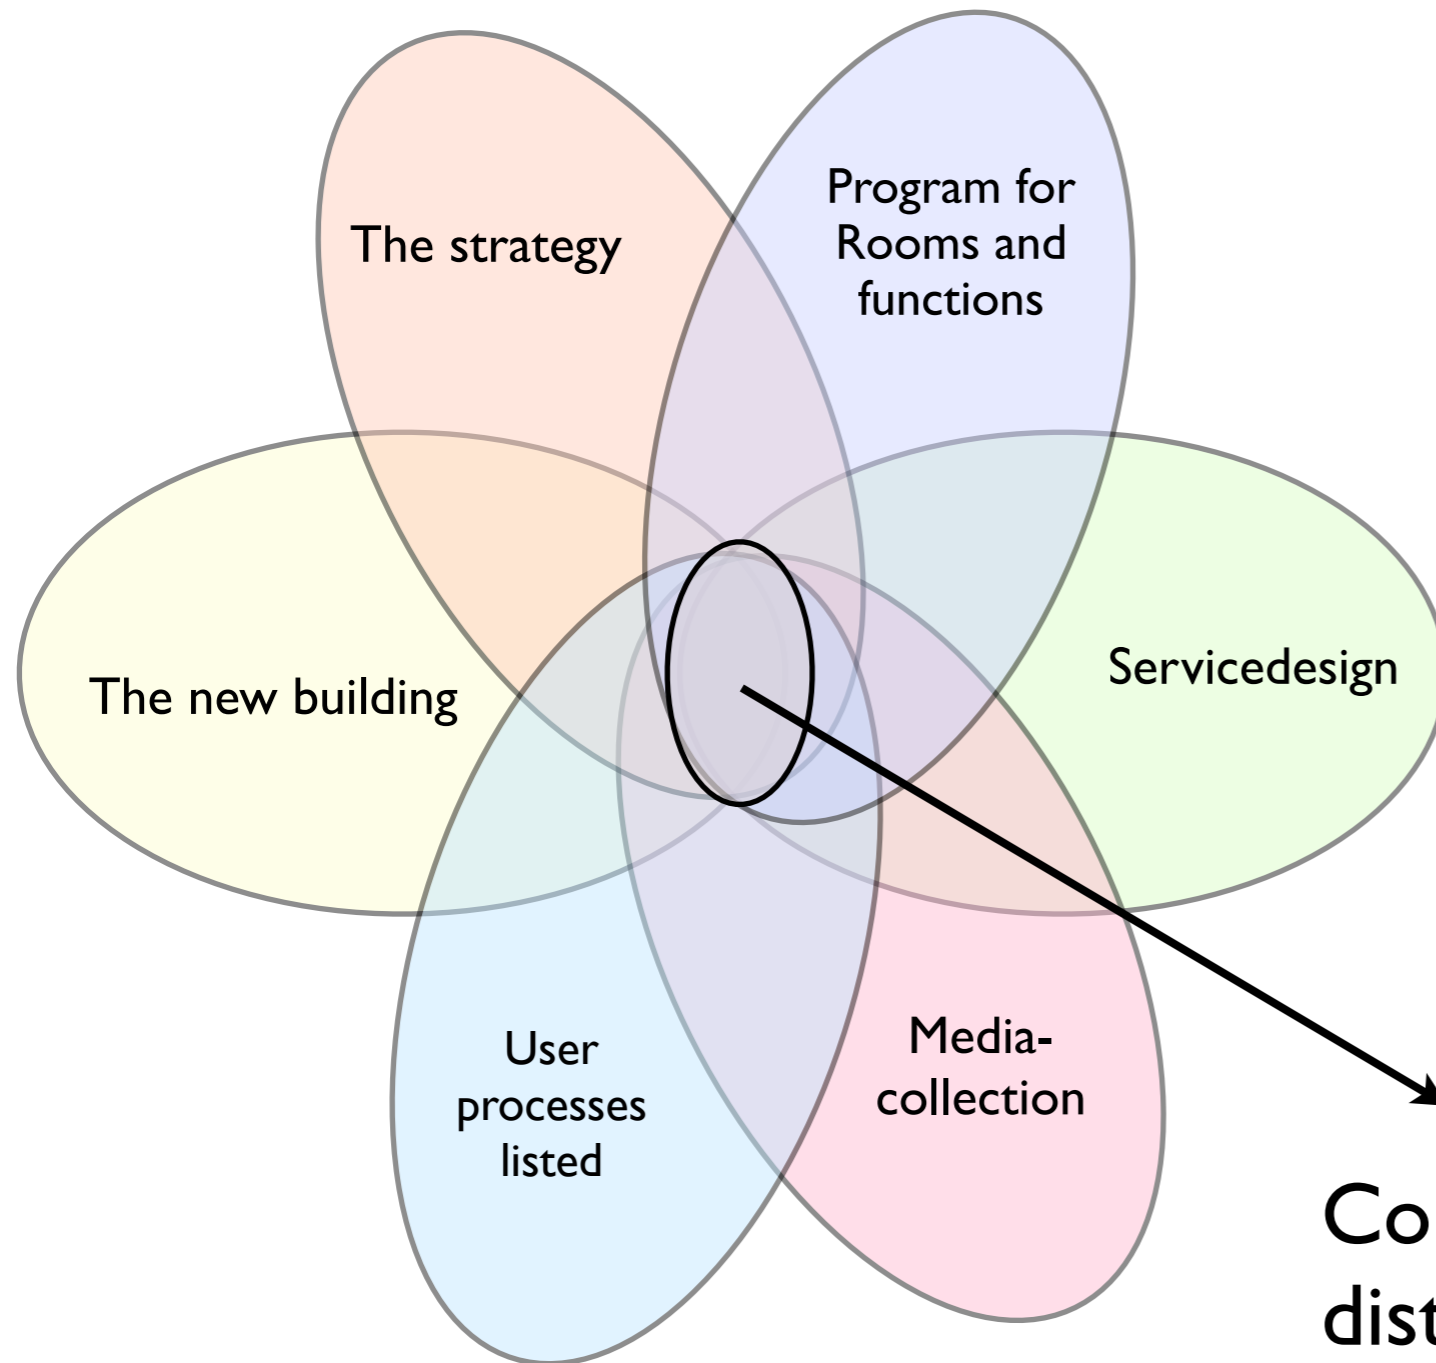 The strategy
Program for
Rooms and
functions
Servicedesign
The new building
User
processes
listed
Media-
collection